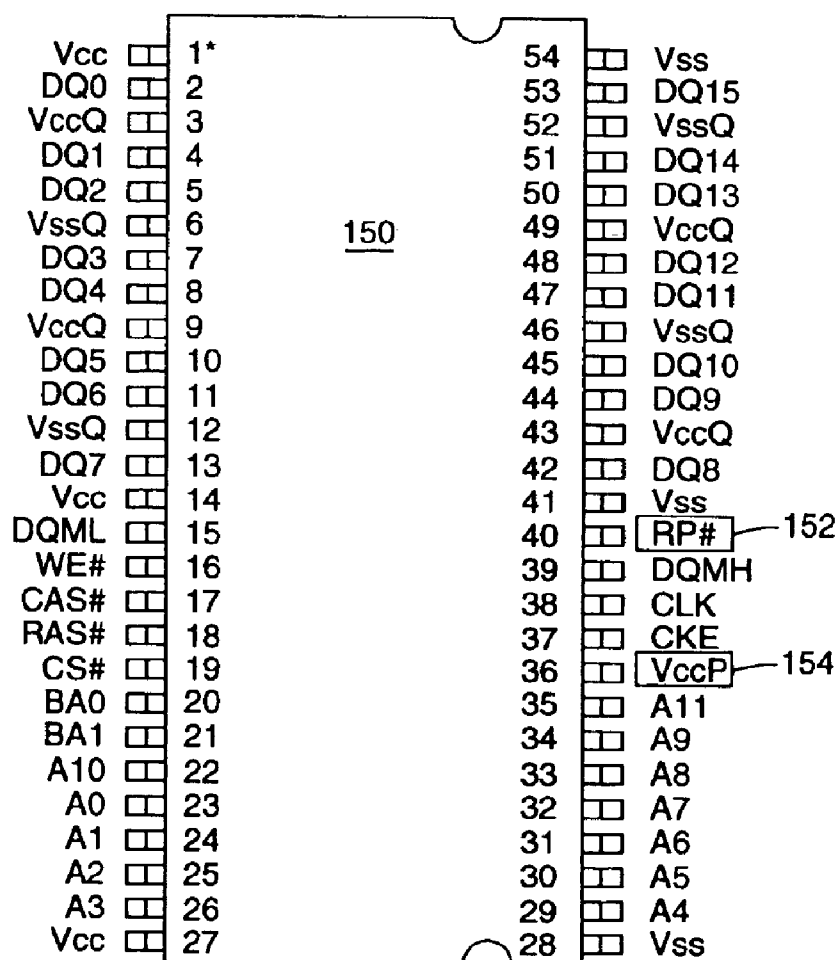 Vcc 1* 54 Vss
DQ0 2 53 DQ15
VccQ 3 52 VssQ
DQ1 4 51 DQ14
DQ2 5 50 DQ13
VssQ 6 150 49 VccQ
DQ3 7 48 DQ12
DQ4 8 47 DQ11
VccQ 9 46 VssQ
DQ5 10 45 DQ10
DQ6 11 44 DQ9
VssQ 12 43 VccQ
DQ7 13 42 DQ8
Vcc 14 41 Vss
DQML 15 40 RP# 152
WE# 16 39 DQMH
CAS# 17 38 CLK
RAS# 18 37 CKE
CS# 19 36 VccP 154
BA0 20 35 A11
BA1 21 34 A9
A10 22 33 A8
A0 23 32 A7
A1 24 31 A6
A2 25 30 A5
A3 26 29 A4
Vcc 27 28 Vss